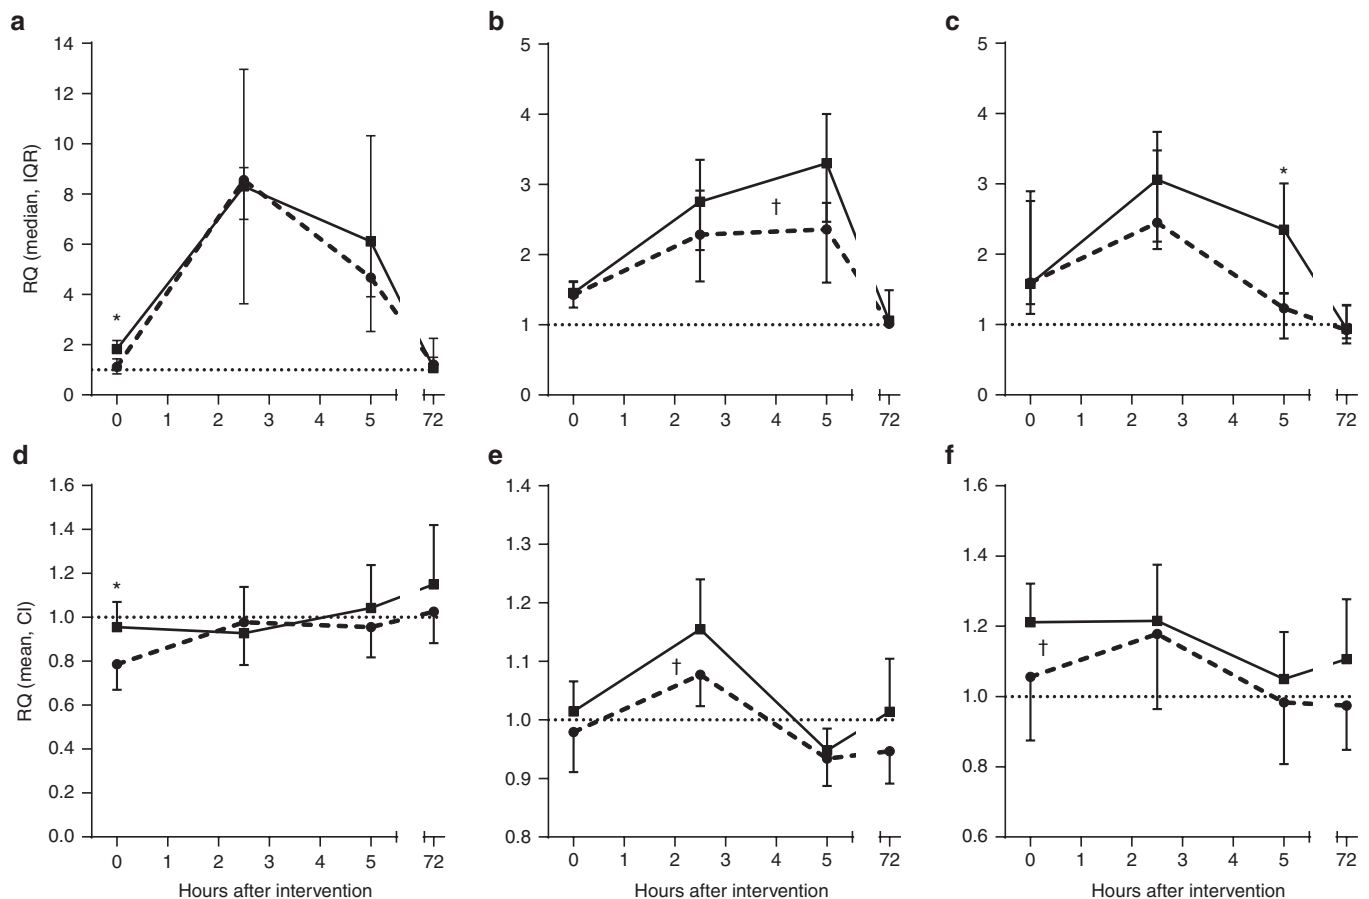 a
b
c
RQ (median, IQR)
14
12
10
8
6
4
2
0
*
0 1 2 3 4 5 72
5
4
3
2
1
0
†
0 1 2 3 4 5 72
5
4
3
2
1
0
*
0 1 2 3 4 5 72
d
e
f
RQ (mean, CI)
1.6
1.4
1.2
1.0
0.8
0.6
0.4
0.2
0.0
*
0 1 2 3 4 5 72
Hours after intervention
1.4
1.3
1.2
1.1
1.0
0.9
0.8
†
0 1 2 3 4 5 72
Hours after intervention
1.6
1.4
1.2
1.0
0.8
0.6
†
0 1 2 3 4 5 72
Hours after intervention